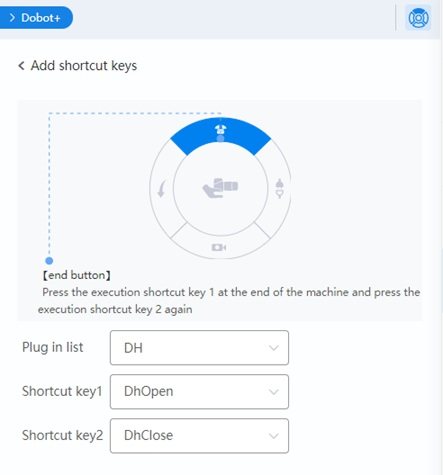 Dobot+
Add shortcut keys
【end button】
Press the execution shortcut key 1 at the end of the machine and press the
execution shortcut key 2 again
Plug in list DH
Shortcut key1 DhOpen
Shortcut key2 DhClose